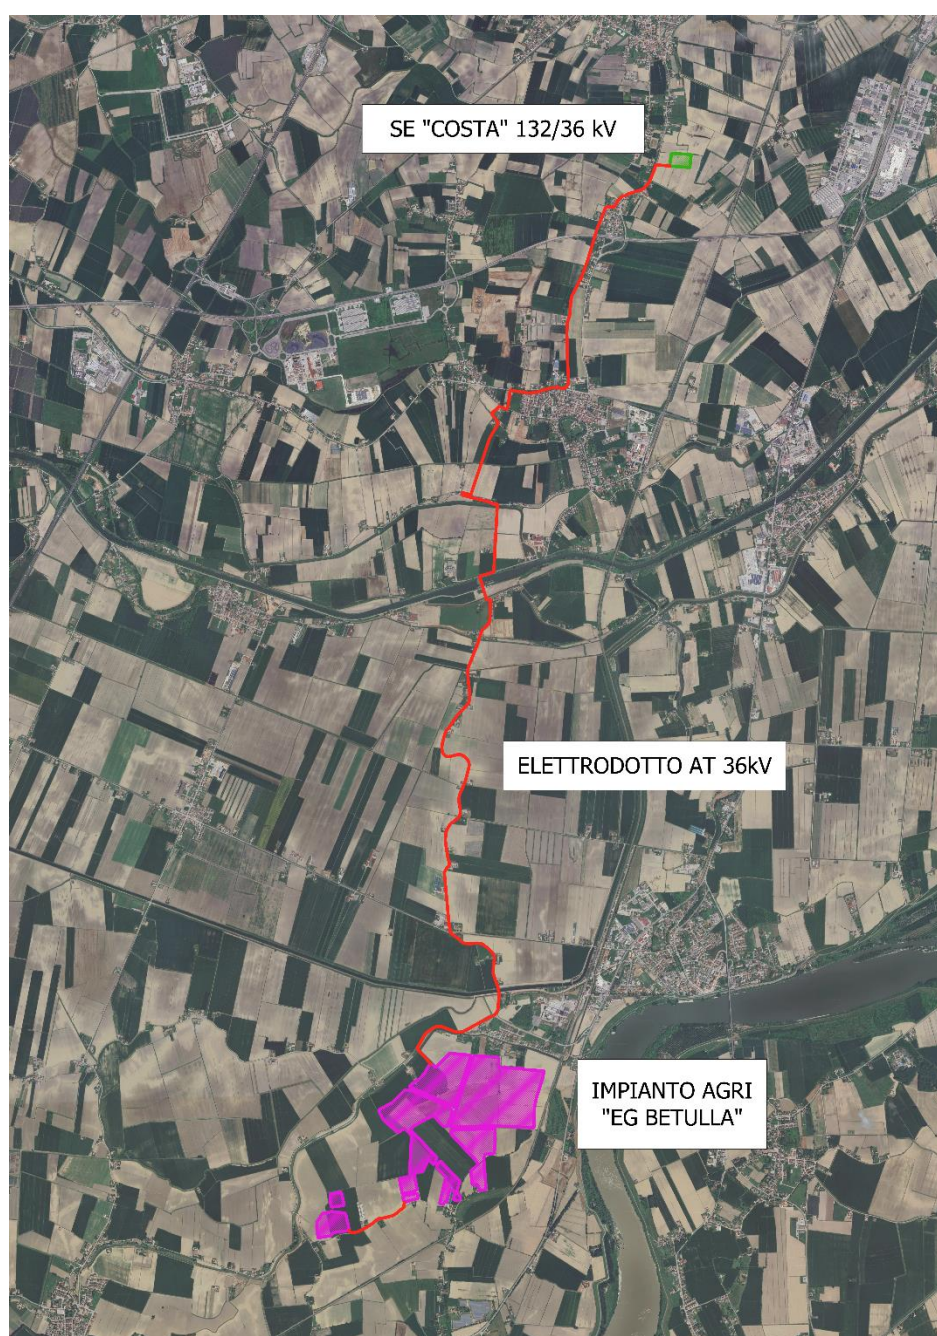 SE "COSTA" 132/36 kV
ELETTRODOTTO AT 36kV
IMPIANTO AGRI
"EG BETULLA"